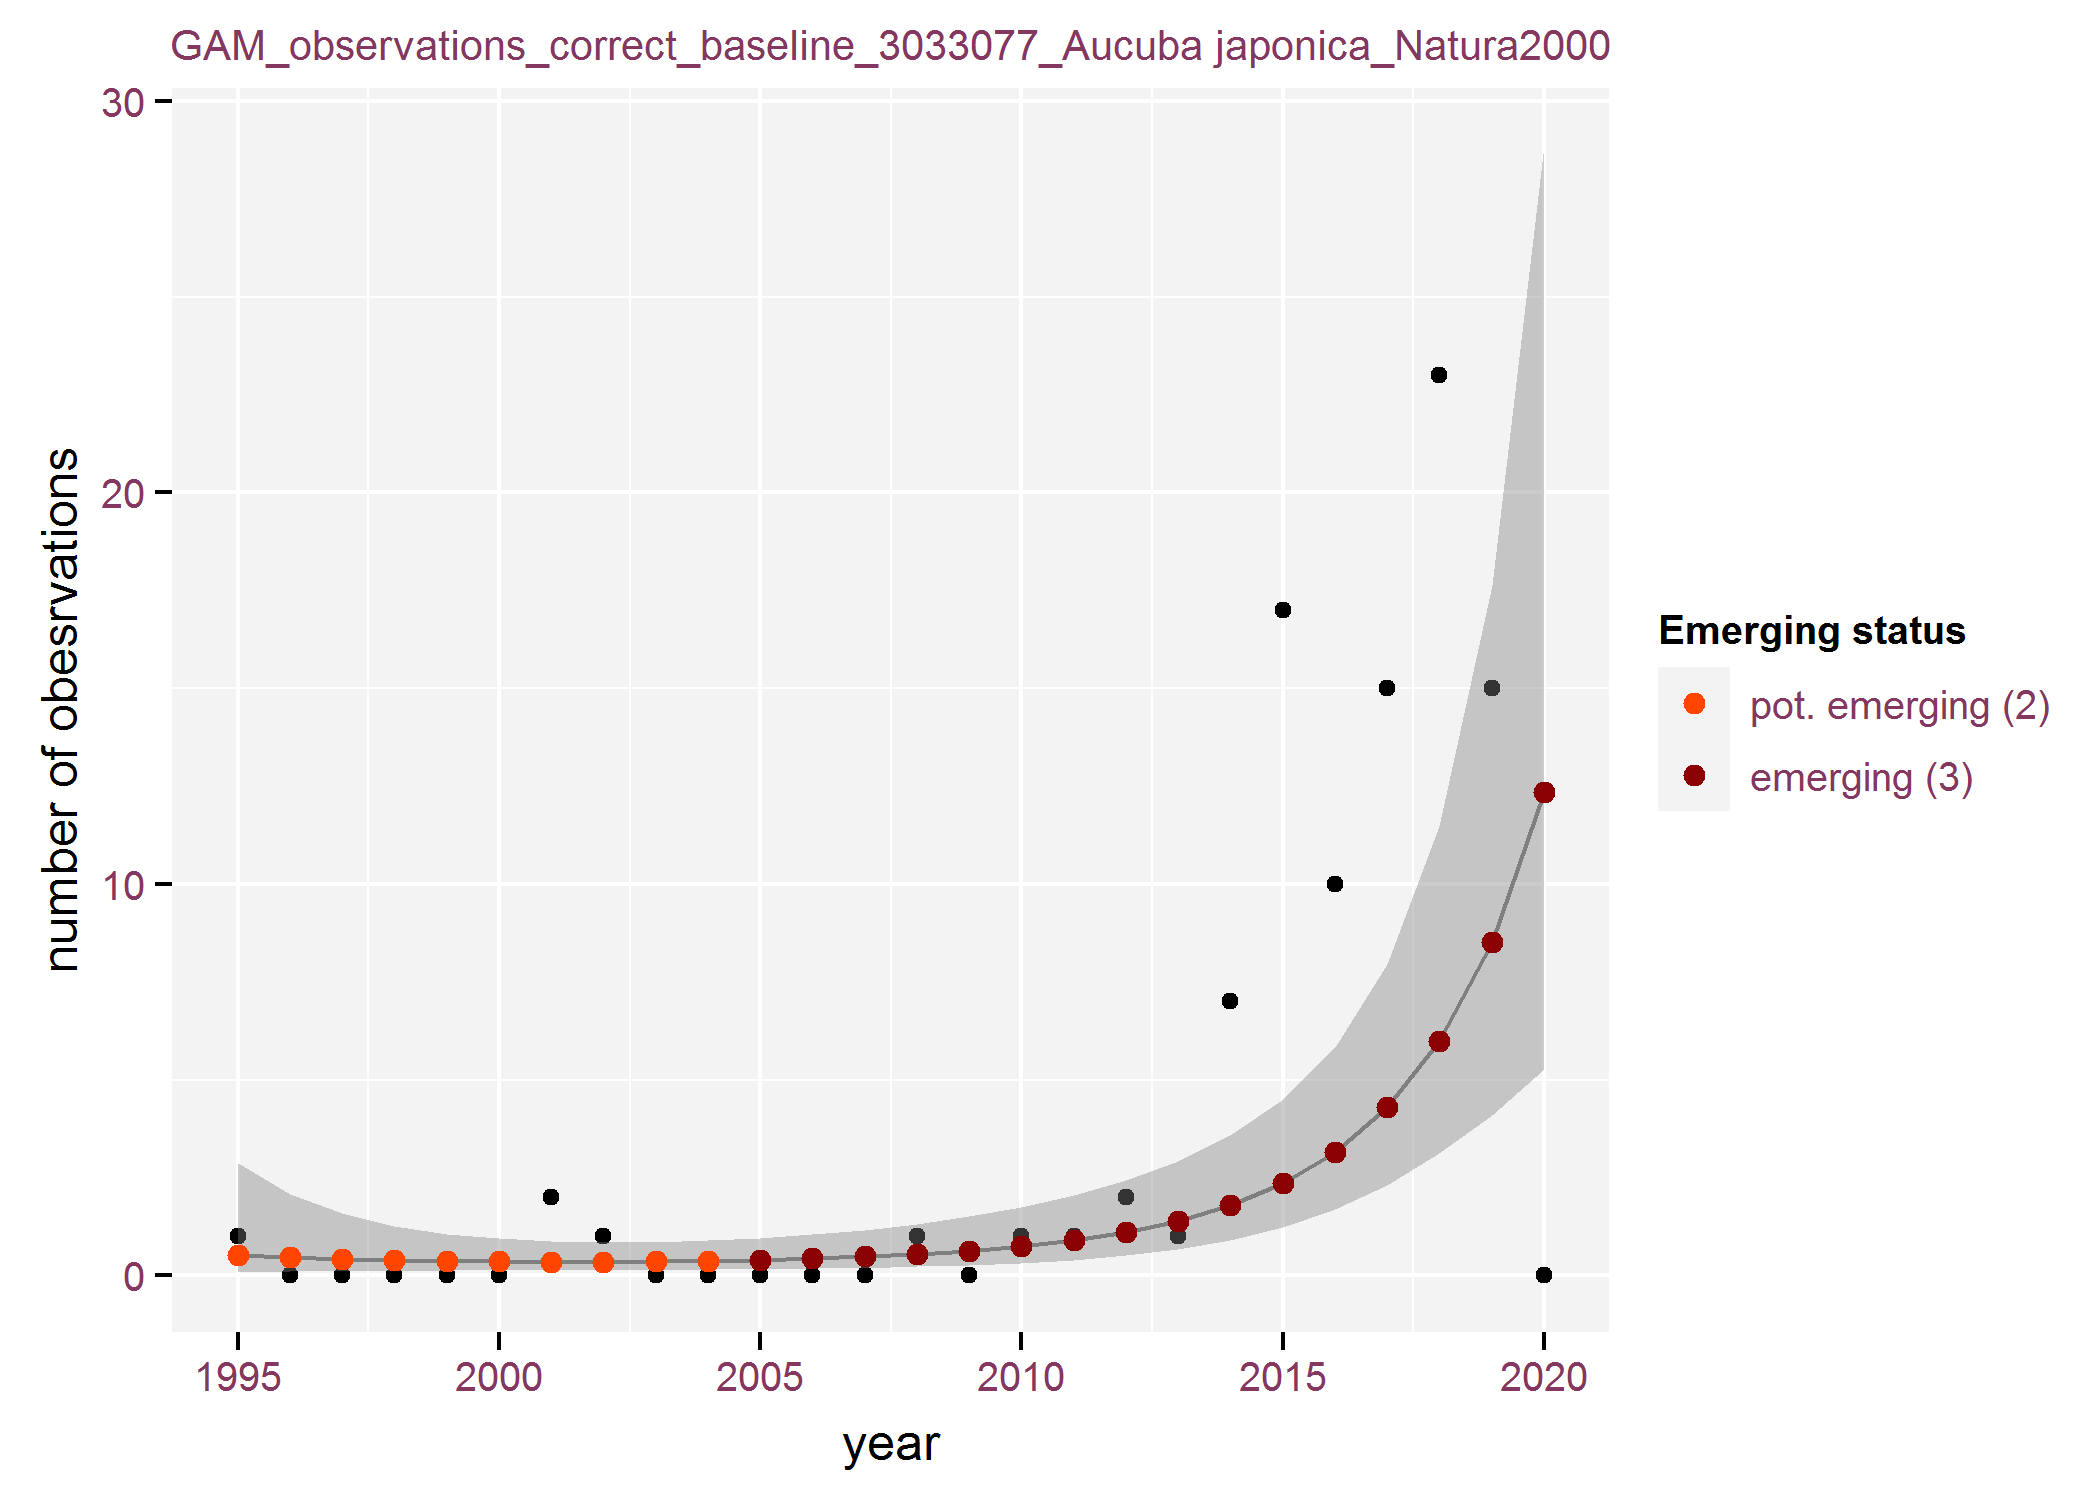 GAM_observations_correct_baseline_3033077_Aucuba japonica_Natura2000
30
20
10
0
number of obesrvations
1995 2000 2005 2010 2015 2020
year
Emerging status
pot. emerging (2)
emerging (3)